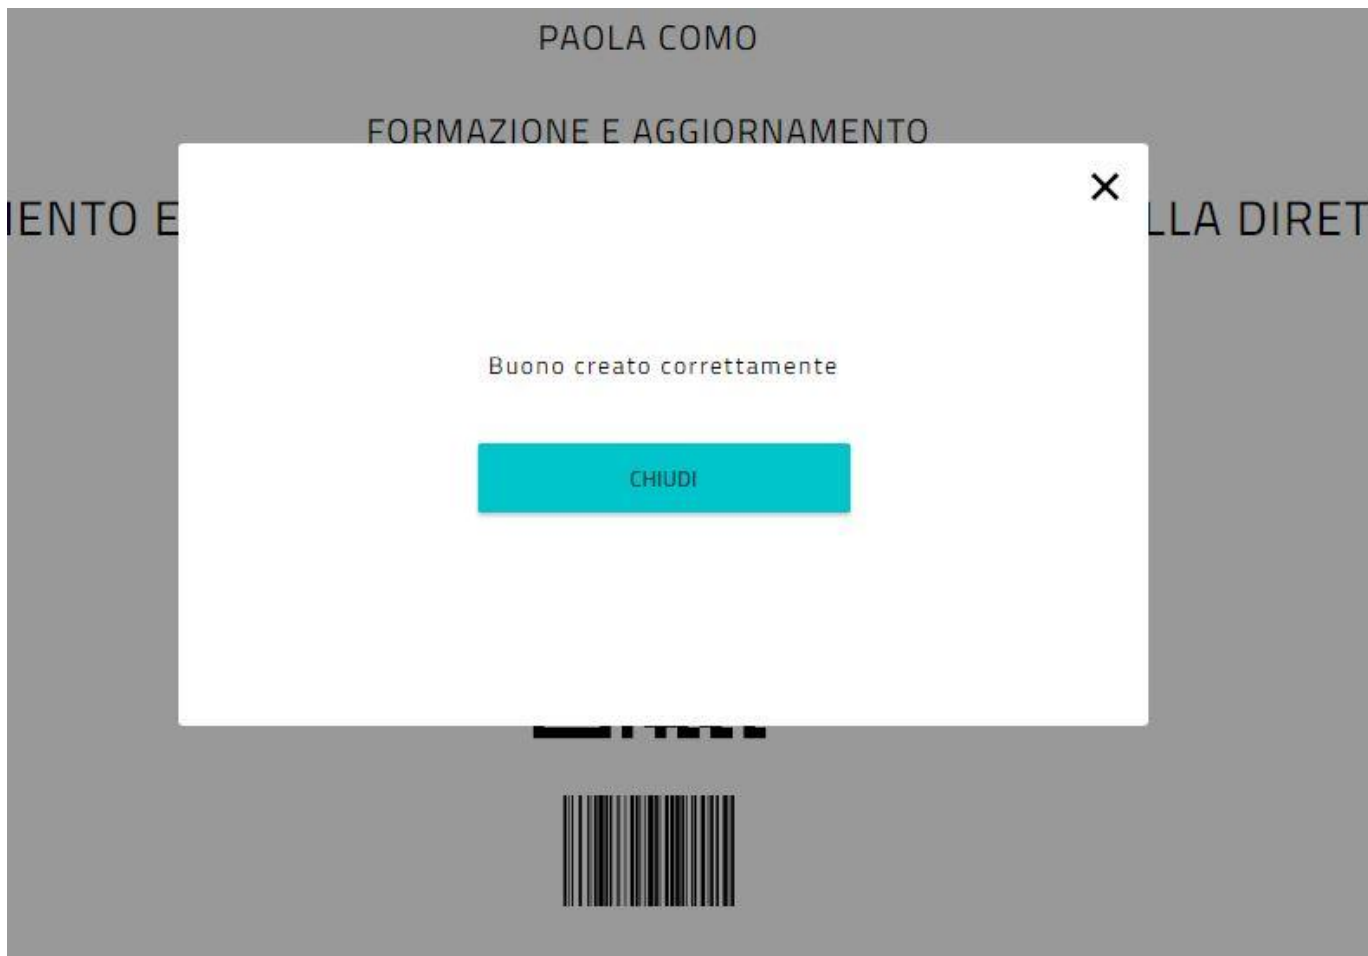 PAOLA COMO
FORMAZIONE E AGGIORNAMENTO
IENTO E LLA DIRET
Buono creato correttamente
CHIUDI